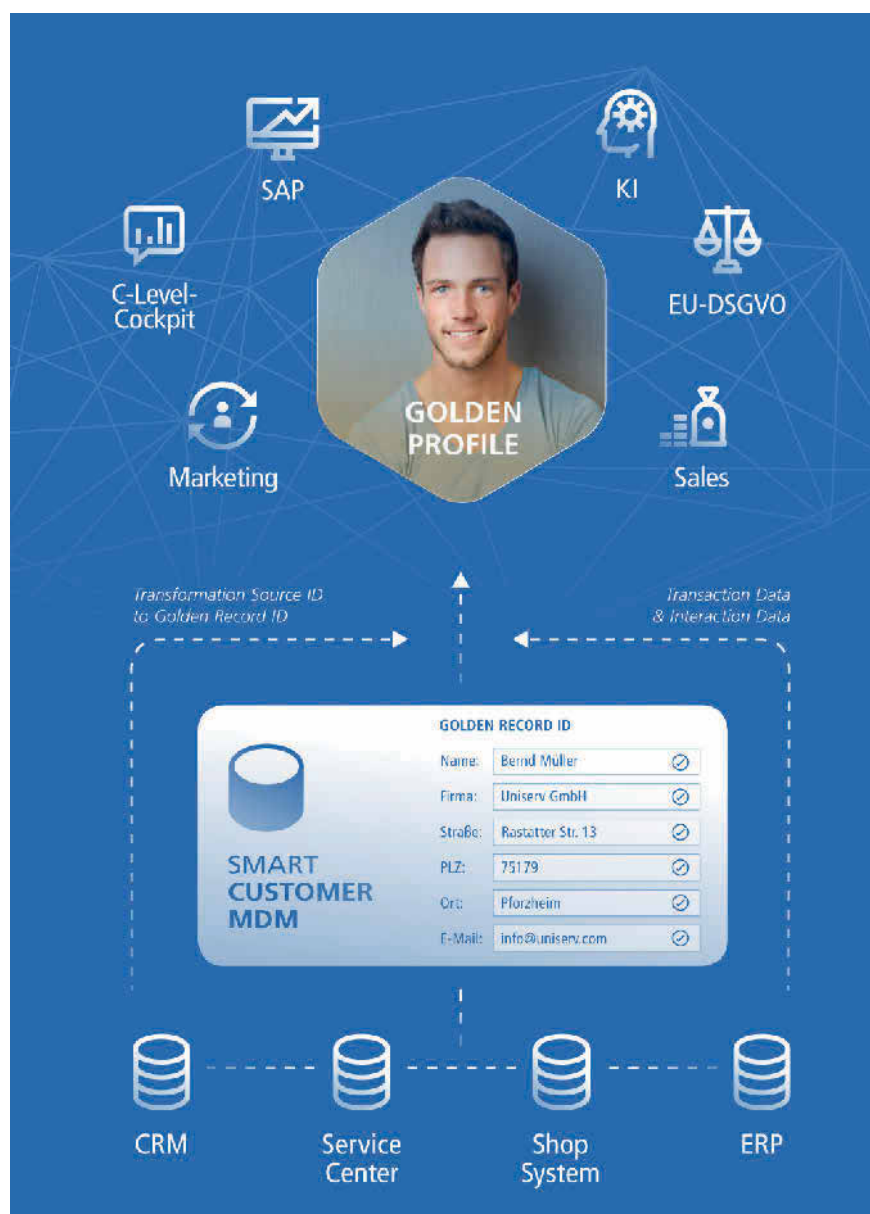 SAP
KI
C-Level-
Cockpit
EU-DSGVO
GOLDEN
PROFILE
Marketing
Sales
Transformation Source ID
to Golden Record ID
Transaction Data
& Interaction Data
GOLDEN RECORD ID
Name: Bernd Müller
Firma: Uniserv GmbH
Straße: Rastatter Str. 13
PLZ: 75179
Ort: Pforzheim
E-Mail: info@uniserv.com
SMART
CUSTOMER
MDM
CRM
Service
Center
Shop
System
ERP